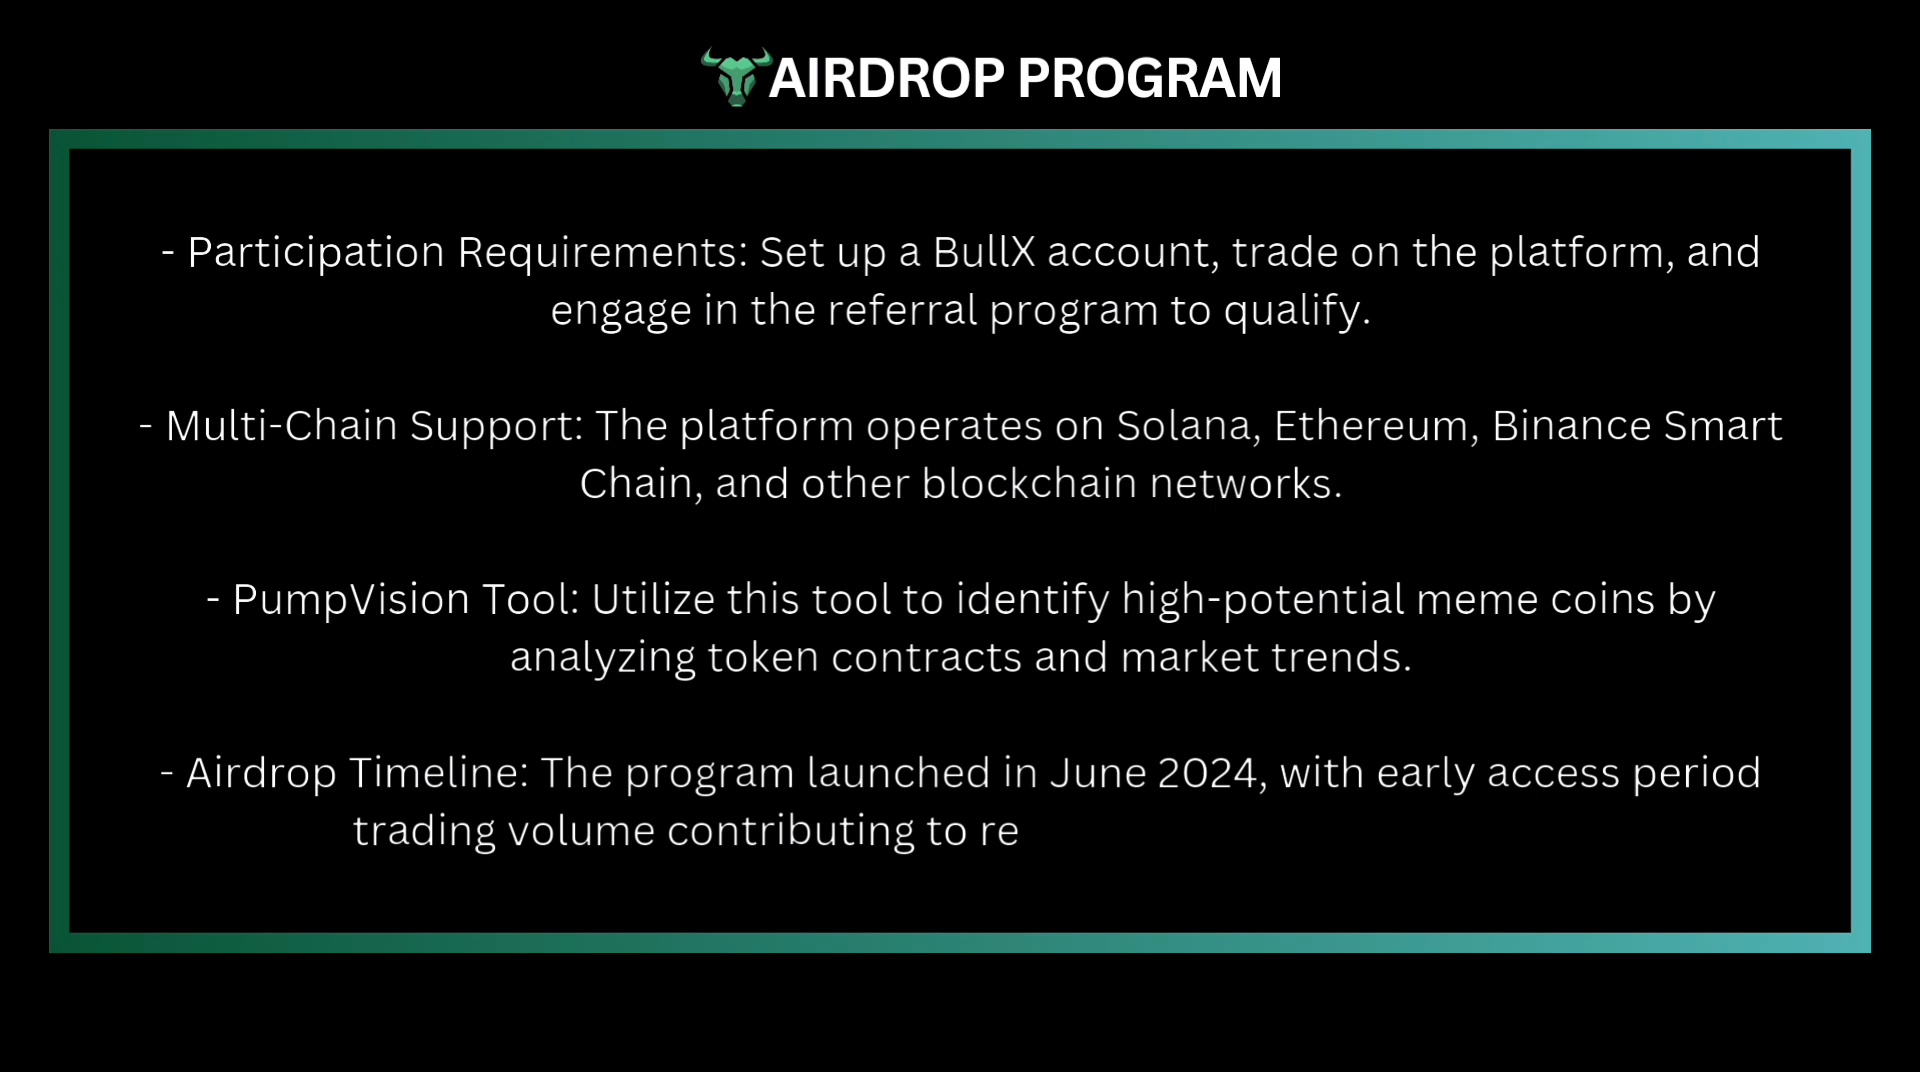 AIRDROP PROGRAM
- Participation Requirements: Set up a BullX account, trade on the platform, and
engage in the referral program to qualify.
- Multi-Chain Support: The platform operates on Solana, Ethereum, Binance Smart
Chain, and other blockchain networks.
- PumpVision Tool: Utilize this tool to identify high-potential meme coins by
analyzing token contracts and market trends.
- Airdrop Timeline: The program launched in June 2024, with early access period
trading volume contributing to re